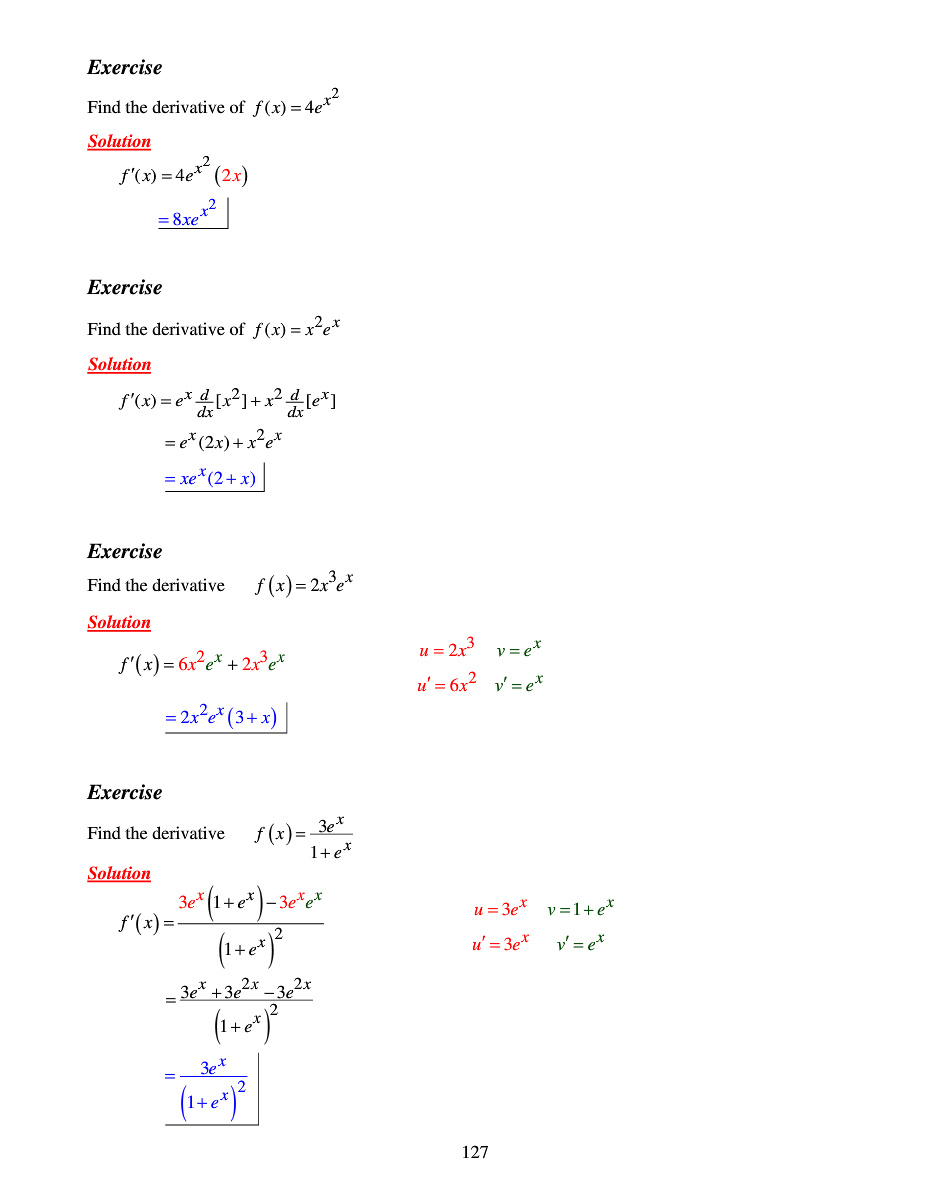 Exercise
Find the derivative of f(x) = 4e^{x^2}
Solution
f′(x) = 4e^{x^2} (2x)
= 8xe^{x^2}
Exercise
Find the derivative of f(x) = x^2e^x
Solution
f′(x) = e^x \frac{d}{dx}[x^2] + x^2 \frac{d}{dx}[e^x]
= e^x(2x) + x^2e^x
= xe^x(2 + x)
Exercise
Find the derivative f(x) = 2x^3e^x
Solution
u = 2x^3 v = e^x
f′(x) = 6x^2e^x + 2x^3e^x
u′ = 6x^2 v′ = e^x
= 2x^2e^x(3 + x)
Exercise
Find the derivative f(x) = \frac{3e^x}{1 + e^x}
Solution
f′(x) = \frac{3e^x(1 + e^x) − 3e^xe^x}{(1 + e^x)^2}
u = 3e^x v = 1 + e^x
u′ = 3e^x v′ = e^x
= \frac{3e^x + 3e^{2x} − 3e^{2x}}{(1 + e^x)^2}
= \frac{3e^x}{(1 + e^x)^2}
127